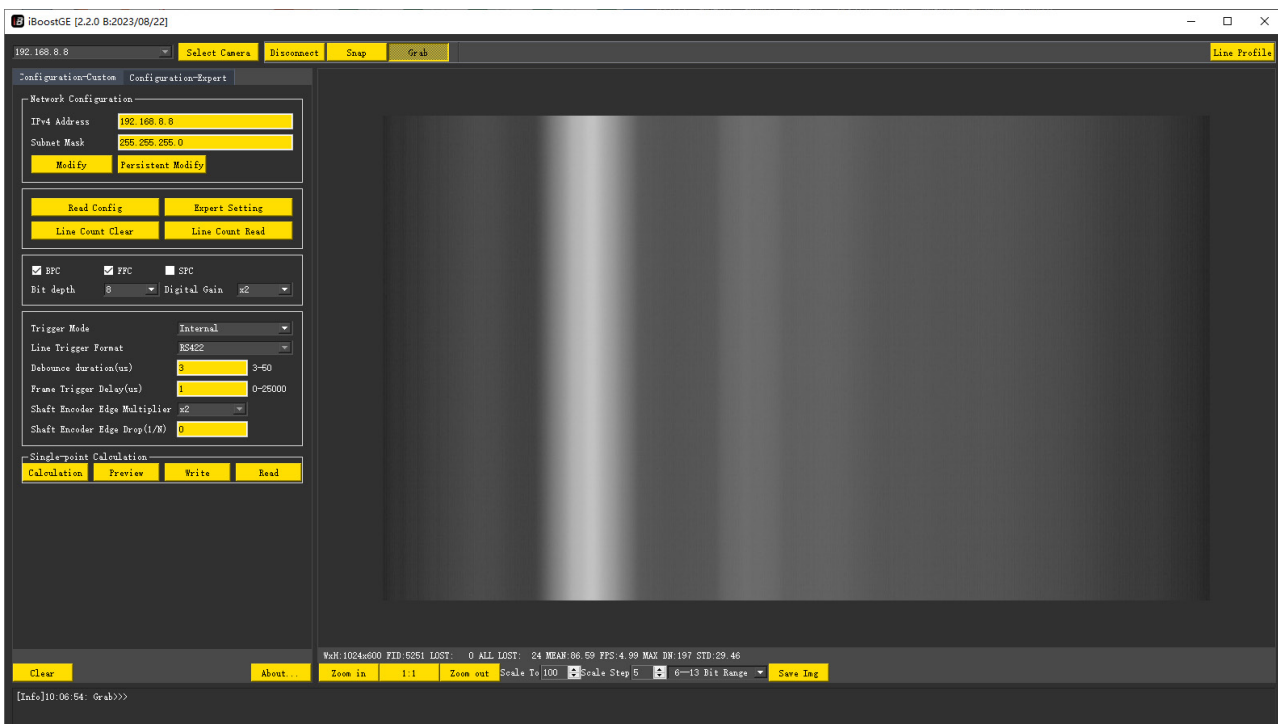 iBoostGE [2.2.0 B:2023/08/22]
192.168.8.8 Select Camera Disconnect Snap Grab Line Profile
Configuration-Custom Configuration-Expert
Network Configuration
IPv4 Address 192.168.8.8
Subnet Mask 255.255.255.0
Modify Persistent Modify
Read Config Expert Setting
Line Count Clear Line Count Read
BPC FFC SPC
Bit depth 8 Digital Gain x2
Trigger Mode Internal
Line Trigger Format RS422
Debounce duration(us) 3 3-50
Frame Trigger Delay(us) 1 0-25000
Shaft Encoder Edge Multiplier x2
Shaft Encoder Edge Drop(1/N) 0
Single-point Calculation
Calculation Preview Write Read
WxH:1024x600 FID:5251 LOST: 0 ALL LOST: 24 MEAN:86.59 FPS:4.99 MAX DN:197 STD:29.46
Clear About... Zoom in 1:1 Zoom out Scale To 100 Scale Step 5 6—13 Bit Range Save Img
[Info]10:06:54: Grab>>>